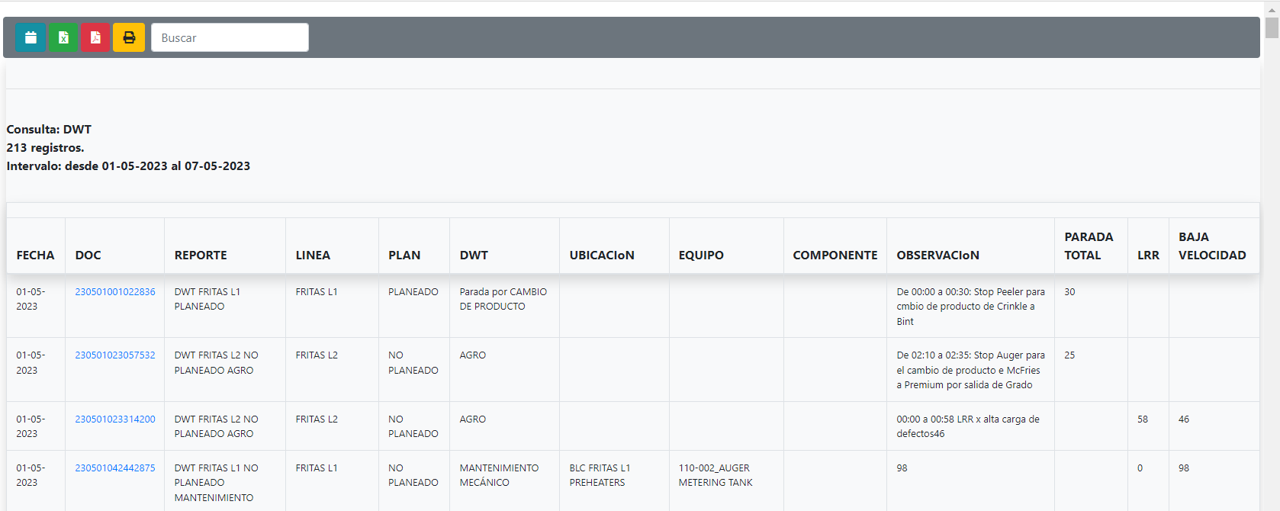 Buscar
Consulta: DWT
213 registros.
Intervalo: desde 01-05-2023 al 07-05-2023
FECHA DOC REPORTE LINEA PLAN DWT UBICACIoN EQUIPO COMPONENTE OBSERVACIoN PARADA TOTAL LRR BAJA VELOCIDAD
01-05-2023 230501001022836 DWT FRITAS L1 PLANEADO FRITAS L1 PLANEADO Parada por CAMBIO DE PRODUCTO De 00:00 a 00:30: Stop Peeler para cmbio de producto de Crinkle a Bint 30
01-05-2023 230501023057532 DWT FRITAS L2 NO PLANEADO AGRO FRITAS L2 NO PLANEADO AGRO De 02:10 a 02:35: Stop Auger para el cambio de producto e McFries a Premium por salida de Grado 25
01-05-2023 230501023314200 DWT FRITAS L2 NO PLANEADO AGRO FRITAS L2 NO PLANEADO AGRO 00:00 a 00:58 LRR x alta carga de defectos46 58 46
01-05-2023 230501042442875 DWT FRITAS L1 NO PLANEADO MANTENIMIENTO FRITAS L1 NO PLANEADO MANTENIMIENTO MECÁNICO BLC FRITAS L1 PREHEATERS 110-002_AUGER METERING TANK 98 0 98